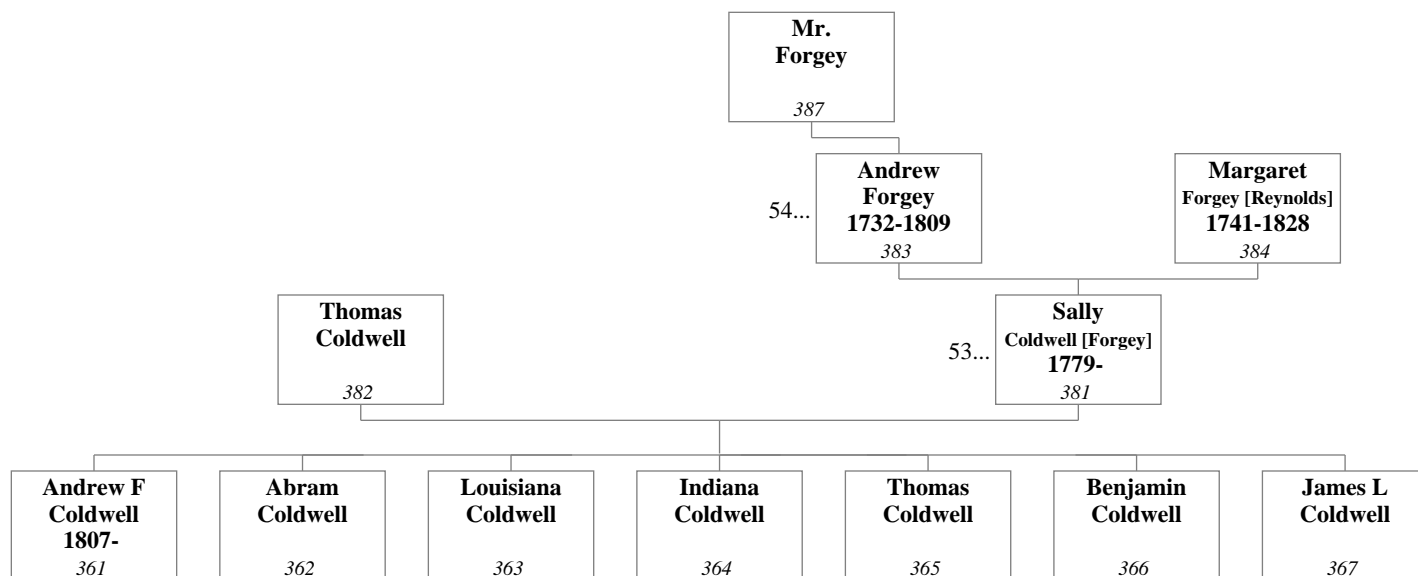 Mr.
Forgey
387
Andrew
Forgey
1732-1809
383
54...
Margaret
Forgey [Reynolds]
1741-1828
384
Thomas
Coldwell
382
Sally
Coldwell [Forgey]
1779-
381
53...
Andrew F
Coldwell
1807-
361
Abram
Coldwell
362
Louisiana
Coldwell
363
Indiana
Coldwell
364
Thomas
Coldwell
365
Benjamin
Coldwell
366
James L
Coldwell
367